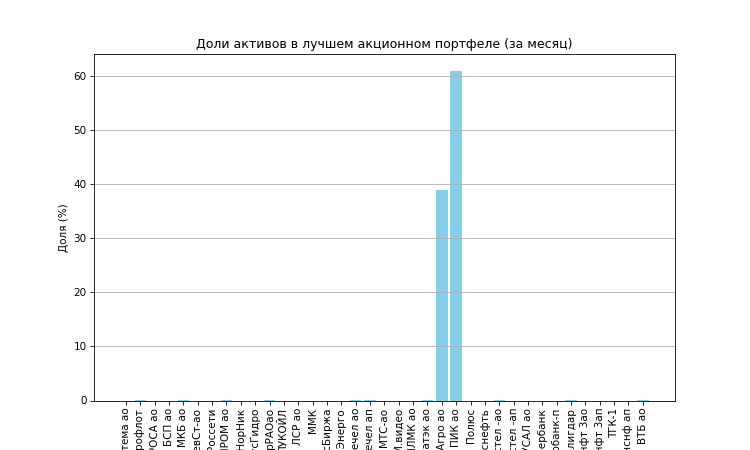 Доли активов в лучшем акционном портфеле (за месяц)
Доля (%)
60
50
40
30
20
10
0
тема ао
рофлот
РОСА ао
БСП ао
МКБ ао
евСт-ао
Россети
ПРОМ ао
НорНик
сГидро
рРАОао
ЛУКОЙЛ
ЛСР ао
ММК
сБиржа
Энерго
ечел ао
ечел ап
МТС-ао
М.видео
ЛМК ао
атэк ао
Агро ао
ПИК ао
Полюс
снефть
стел -ао
стел -ап
УСАЛ ао
ербанк
рбанк-п
лигдар
нфт 3ао
нфт 3ап
ТГК-1
нснф ап
ВТБ ао